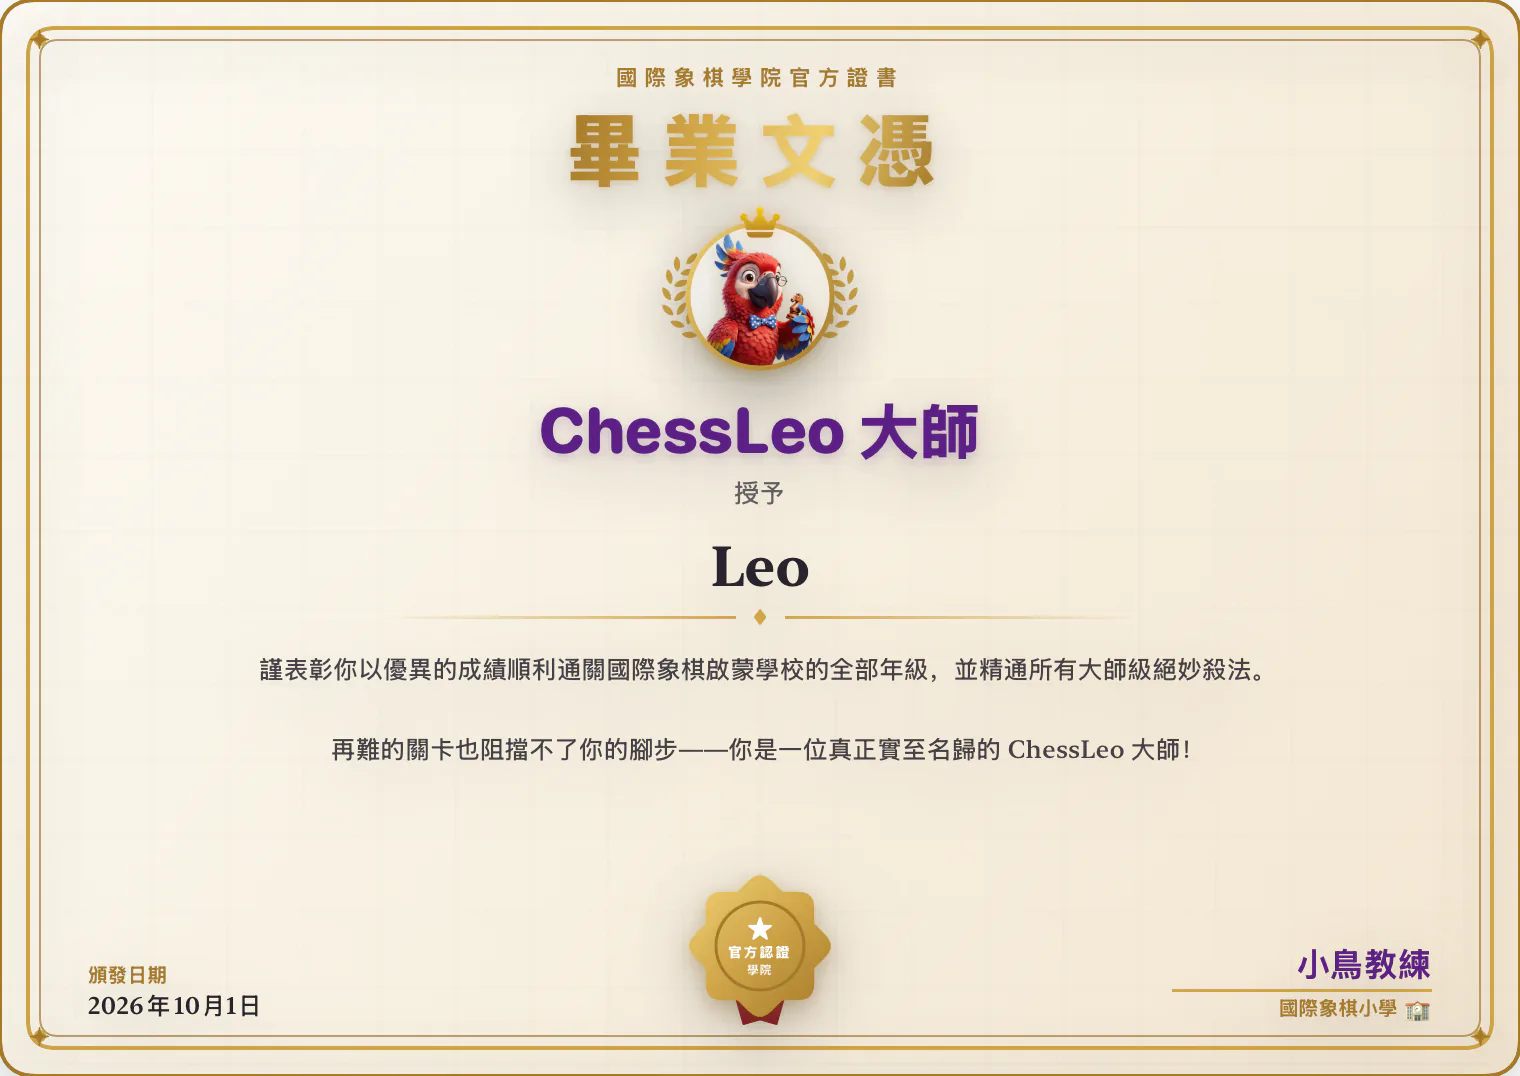 國際象棋學院官方證書
畢業文憑
ChessLeo 大師
授予
Leo
謹表彰你以優異的成績順利通關國際象棋啟蒙學校的全部年級，並精通所有大師級絕妙殺法。
再難的關卡也阻擋不了你的腳步——你是一位真正實至名歸的 ChessLeo 大師！
官方認證
學院
頒發日期
2026年10月1日
小鳥教練
國際象棋小學